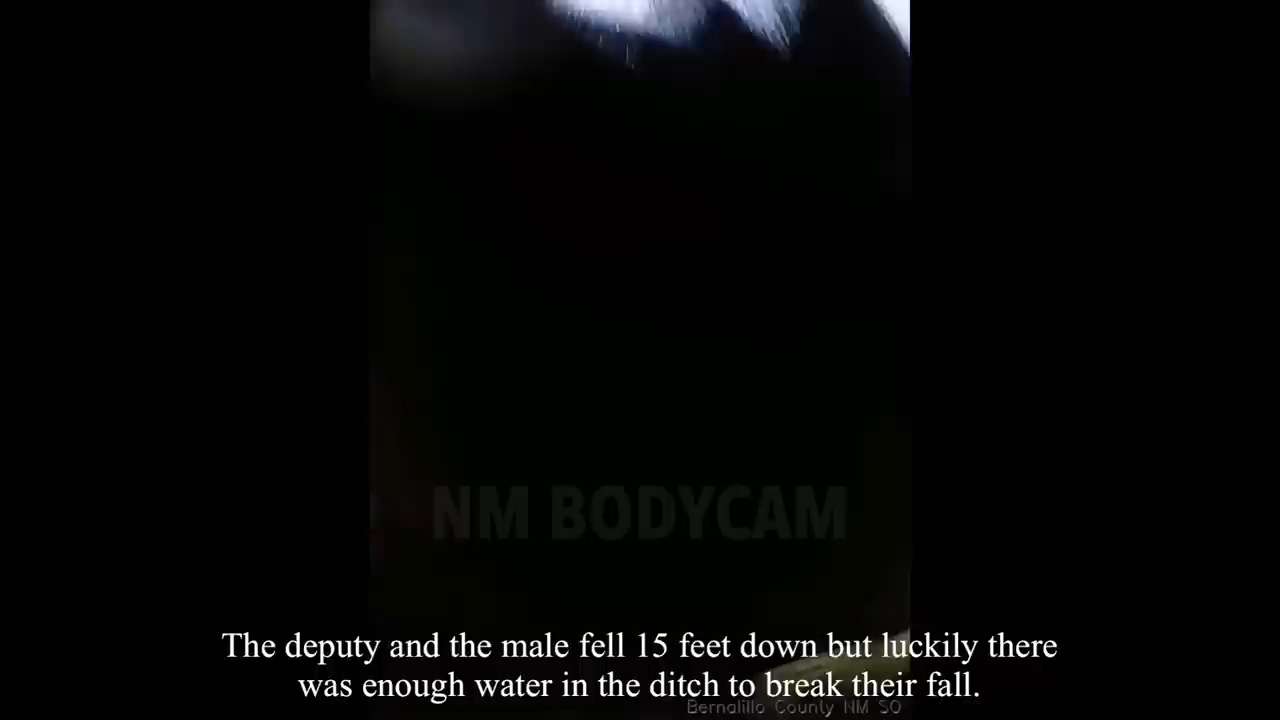 NM BODYCAM
The deputy and the male fell 15 feet down but luckily there
was enough water in the ditch to break their fall.
Bernalillo County NM SO